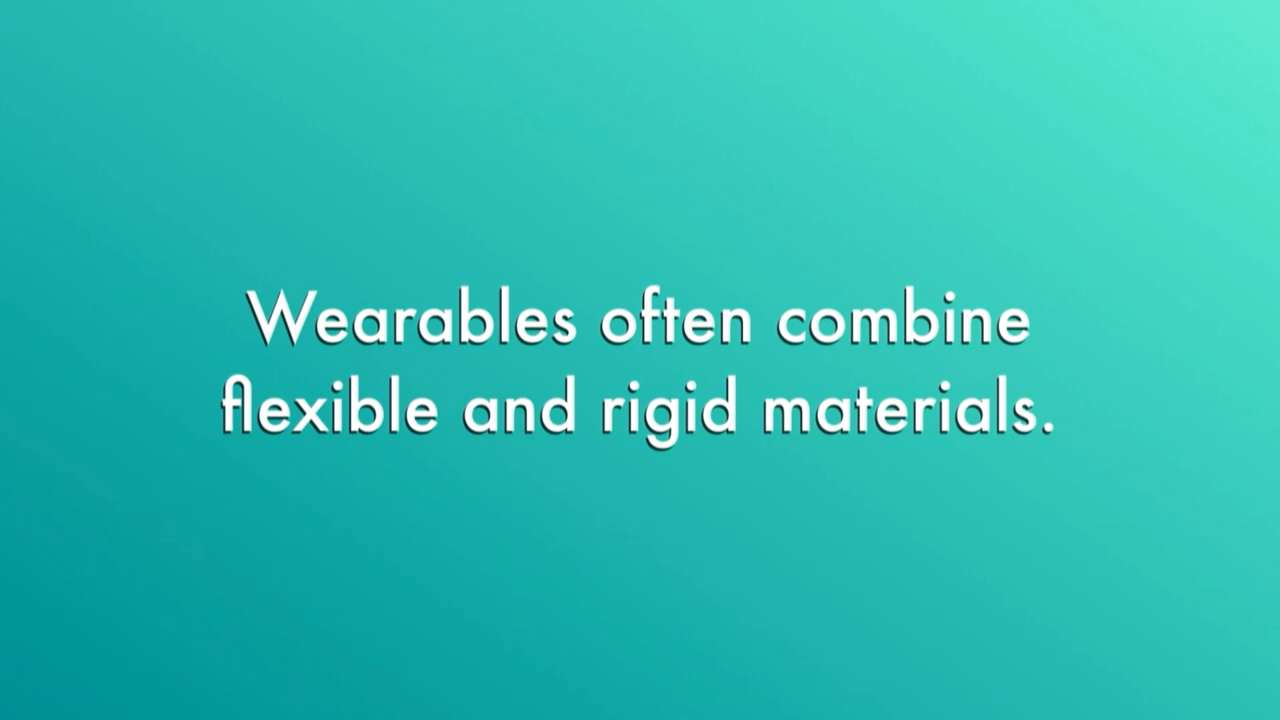 Wearables often combine
flexible and rigid materials.